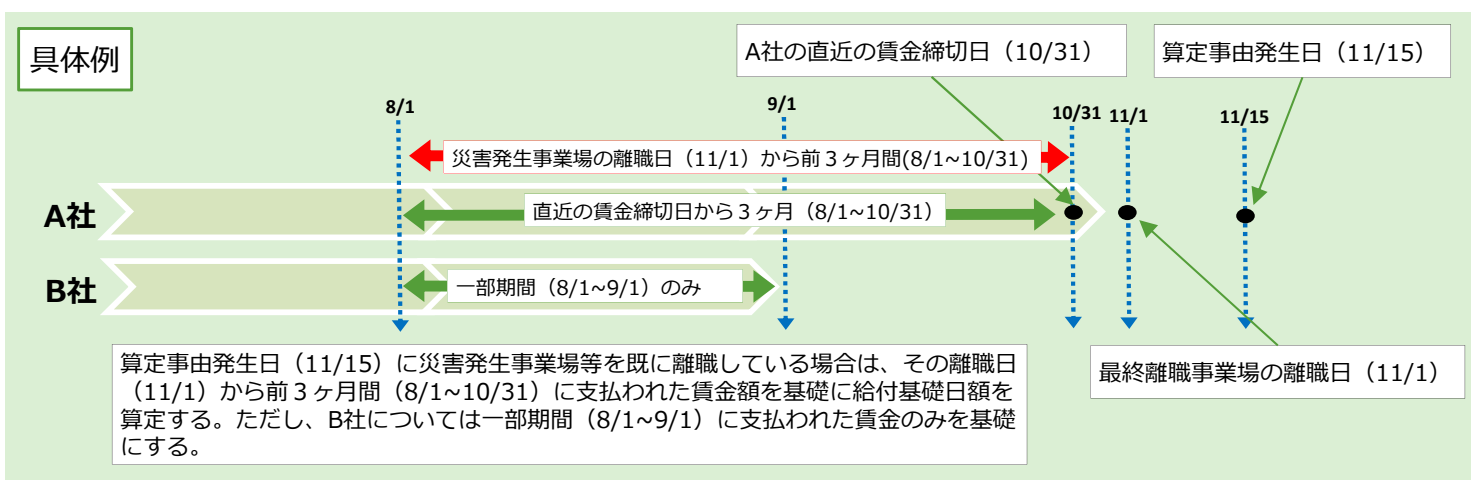 具体例
A社の直近の賃金締切日（10/31）
算定事由発生日（11/15）
8/1
9/1
10/31
11/1
11/15
災害発生事業場の離職日（11/1）から前３ヶ月間(8/1~10/31)
A社
直近の賃金締切日から３ヶ月（8/1~10/31）
B社
一部期間（8/1~9/1）のみ
算定事由発生日（11/15）に災害発生事業場等を既に離職している場合は、その離職日
（11/1）から前３ヶ月間（8/1~10/31）に支払われた賃金額を基礎に給付基礎日額を
算定する。ただし、B社については一部期間（8/1~9/1）に支払われた賃金のみを基礎
にする。
最終離職事業場の離職日（11/1）